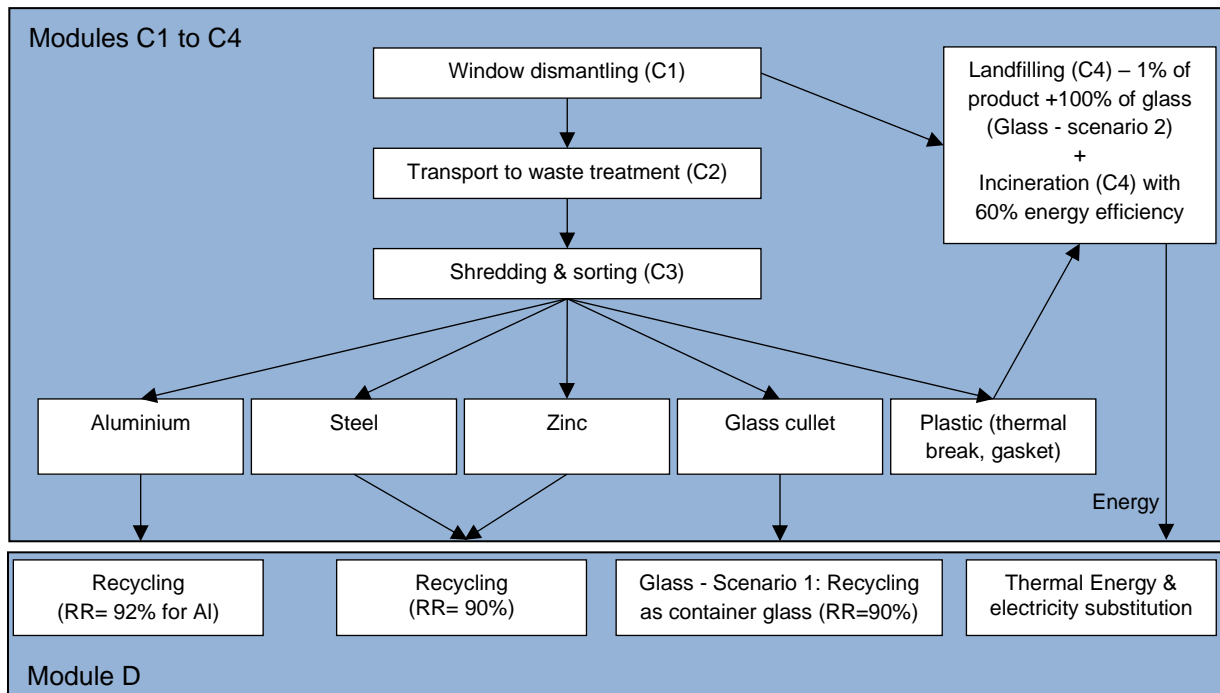 Modules C1 to C4
Window dismantling (C1)
Transport to waste treatment (C2)
Shredding & sorting (C3)
Landfilling (C4) – 1% of
product +100% of glass
(Glass - scenario 2)
+
Incineration (C4) with
60% energy efficiency
Aluminium
Steel
Zinc
Glass cullet
Plastic (thermal
break, gasket)
Energy
Recycling
(RR= 92% for Al)
Recycling
(RR= 90%)
Glass - Scenario 1: Recycling
as container glass (RR=90%)
Thermal Energy &
electricity substitution
Module D